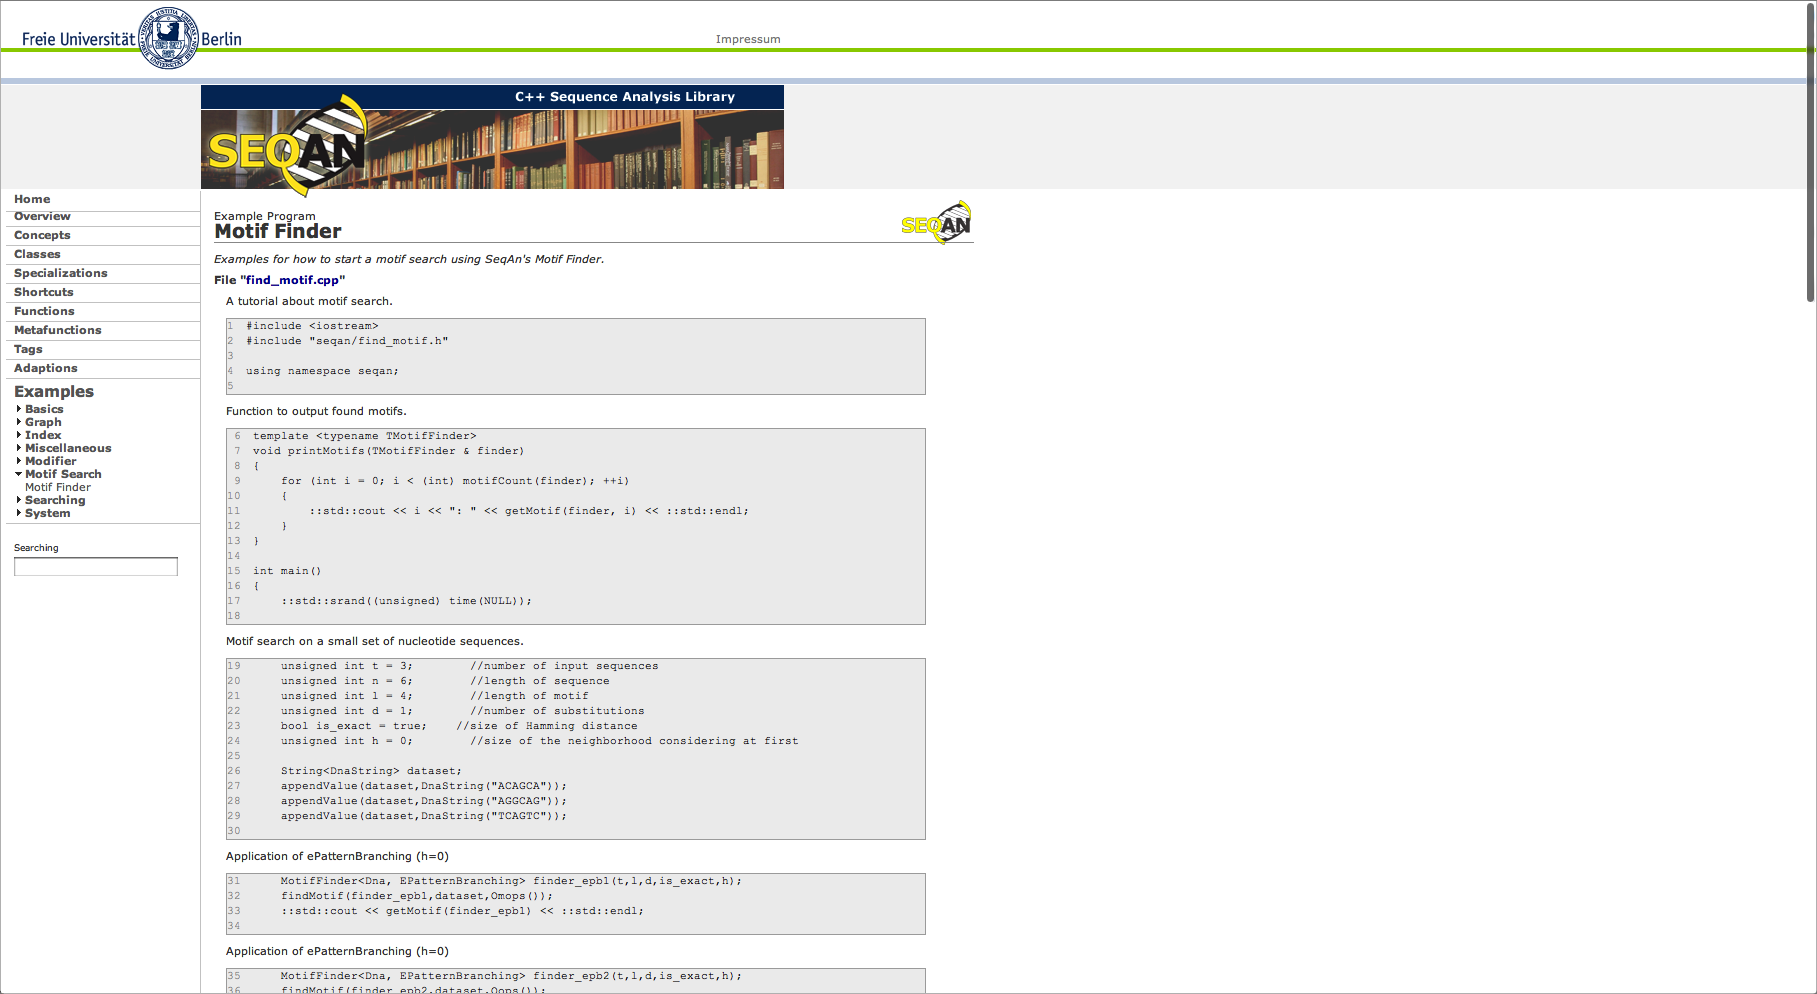 Freie Universität Berlin
Impressum
C++ Sequence Analysis Library
SEQAN
Home
Overview
Concepts
Classes
Specializations
Shortcuts
Functions
Metafunctions
Tags
Adaptions
Examples
Basics
Graph
Index
Miscellaneous
Modifier
Motif Search
Motif Finder
Searching
System
Searching
Example Program
Motif Finder
SEQAN
Examples for how to start a motif search using SeqAn's Motif Finder.
File "find_motif.cpp"
A tutorial about motif search.
1 #include <iostream>
2 #include "seqan/find_motif.h"
3
4 using namespace seqan;
5
Function to output found motifs.
6 template <typename TMotifFinder>
7 void printMotifs(TMotifFinder & finder)
8 {
9 for (int i = 0; i < (int) motifCount(finder); ++i)
10 {
11 ::std::cout << i << ": " << getMotif(finder, i) << ::std::endl;
12 }
13 }
14
15 int main()
16 {
17 ::std::srand((unsigned) time(NULL));
18
Motif search on a small set of nucleotide sequences.
19 unsigned int t = 3; //number of input sequences
20 unsigned int n = 6; //length of sequence
21 unsigned int l = 4; //length of motif
22 unsigned int d = 1; //number of substitutions
23 bool is_exact = true; //size of Hamming distance
24 unsigned int h = 0; //size of the neighborhood considering at first
25
26 String<DnaString> dataset;
27 appendValue(dataset,DnaString("ACAGCA"));
28 appendValue(dataset,DnaString("AGGCAG"));
29 appendValue(dataset,DnaString("TCAGTC"));
30
Application of ePatternBranching (h=0)
31 MotifFinder<Dna, EPatternBranching> finder_epb1(t,l,d,is_exact,h);
32 findMotif(finder_epb1,dataset,Omops());
33 ::std::cout << getMotif(finder_epb1) << ::std::endl;
34
Application of ePatternBranching (h=0)
35 MotifFinder<Dna, EPatternBranching> finder_epb2(t,l,d,is_exact,h);
36 findMotif(finder_epb2,dataset,Oops());